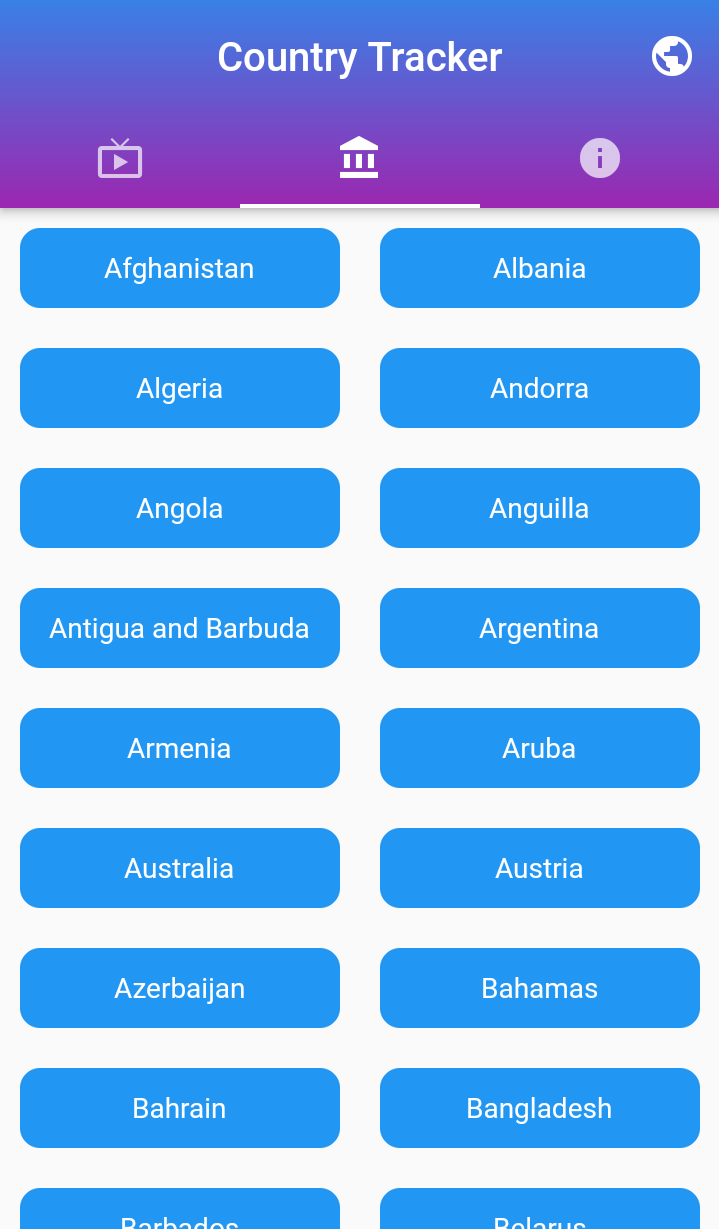 Country Tracker
Afghanistan
Albania
Algeria
Andorra
Angola
Anguilla
Antigua and Barbuda
Argentina
Armenia
Aruba
Australia
Austria
Azerbaijan
Bahamas
Bahrain
Bangladesh
Barbados
Belarus